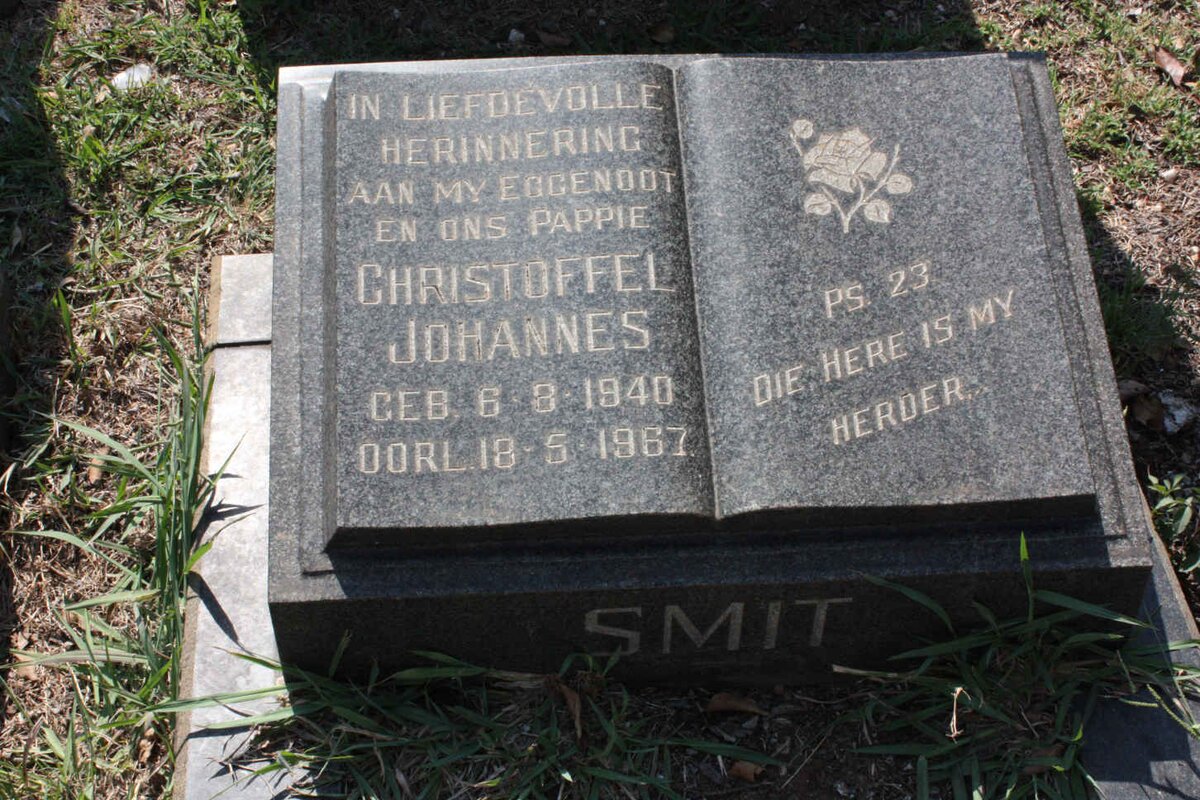 IN LIEFDEVOLLE
HERINNERING
AAN MY EGGENOOT
EN ONS PAPPIE
CHRISTOFFEL
JOHANNES
GEB. 6-8-1940
OORL. 18-5-1967.
PS. 23.
DIE HERE IS MY
HERDER..
SMIT